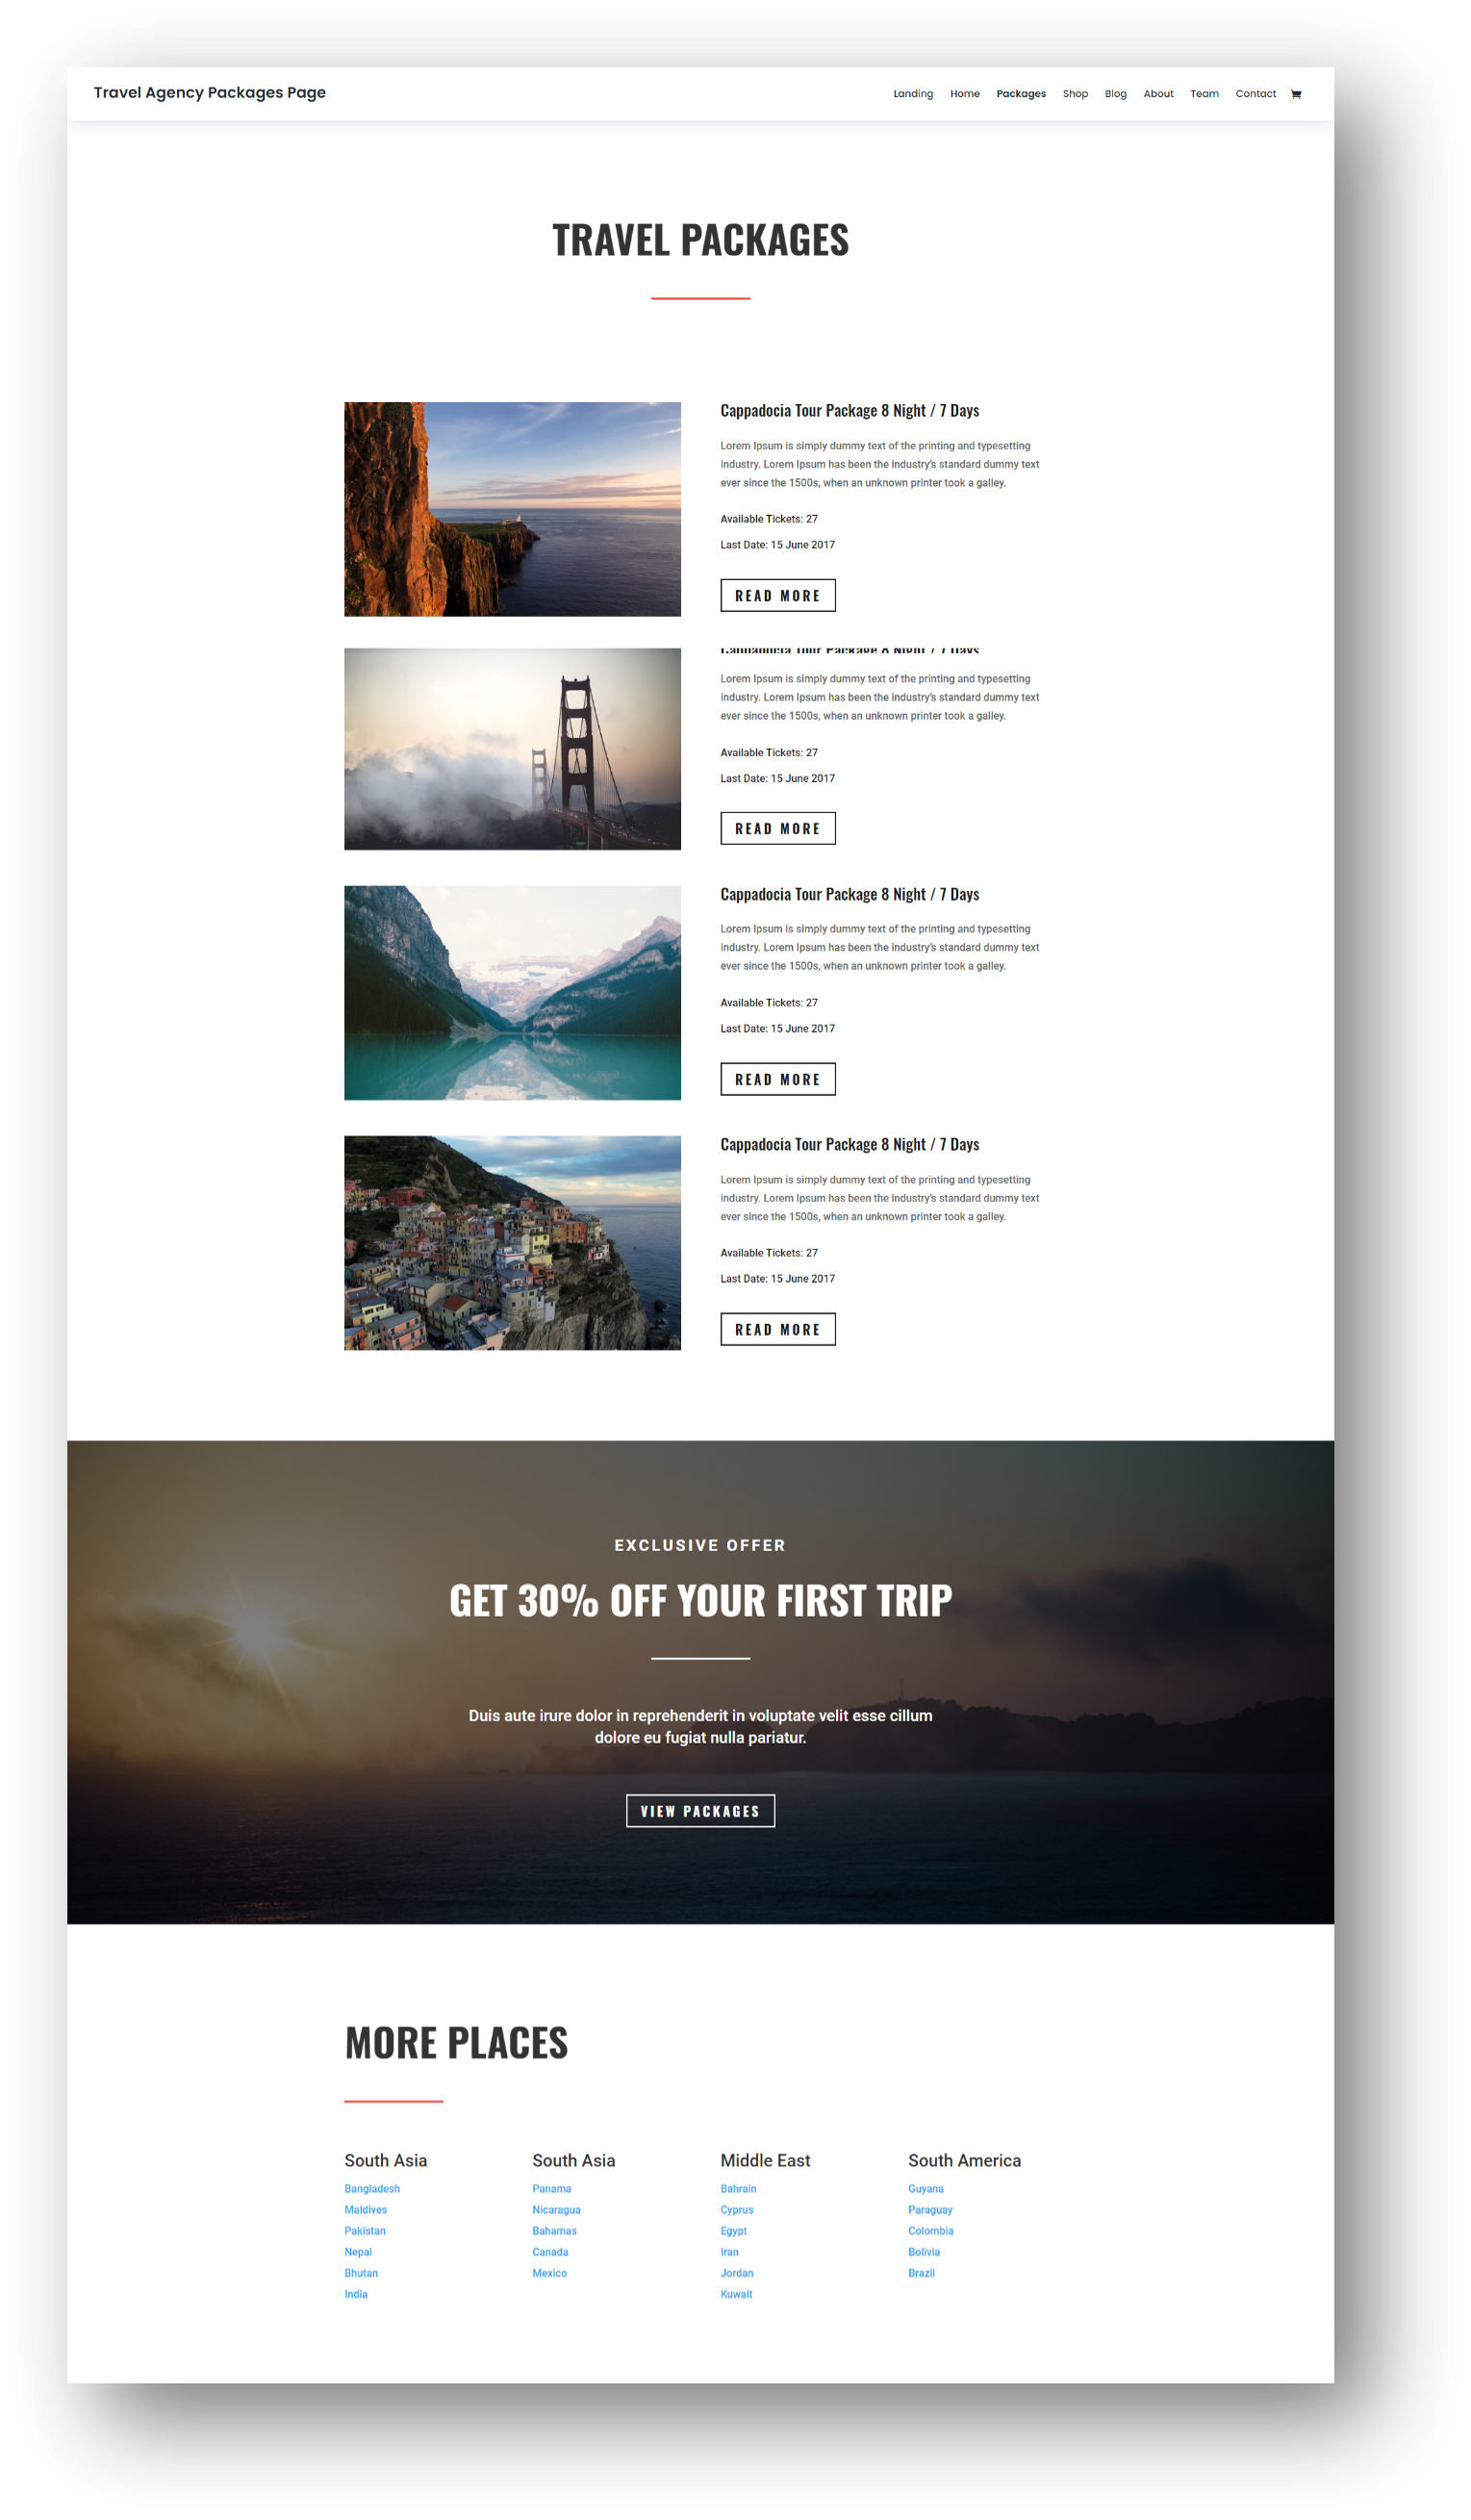 Travel Agency Packages Page
Landing Home Packages Shop Blog About Team Contact
TRAVEL PACKAGES
Cappadocia Tour Package 8 Night / 7 Days
Lorem Ipsum is simply dummy text of the printing and typesetting
industry. Lorem Ipsum has been the industry's standard dummy text
ever since the 1500s, when an unknown printer took a galley.
Available Tickets: 27
Last Date: 15 June 2017
READ MORE
Cappadocia Tour Package 8 Night / 7 Days
Lorem Ipsum is simply dummy text of the printing and typesetting
industry. Lorem Ipsum has been the industry's standard dummy text
ever since the 1500s, when an unknown printer took a galley.
Available Tickets: 27
Last Date: 15 June 2017
READ MORE
Cappadocia Tour Package 8 Night / 7 Days
Lorem Ipsum is simply dummy text of the printing and typesetting
industry. Lorem Ipsum has been the industry's standard dummy text
ever since the 1500s, when an unknown printer took a galley.
Available Tickets: 27
Last Date: 15 June 2017
READ MORE
Cappadocia Tour Package 8 Night / 7 Days
Lorem Ipsum is simply dummy text of the printing and typesetting
industry. Lorem Ipsum has been the industry's standard dummy text
ever since the 1500s, when an unknown printer took a galley.
Available Tickets: 27
Last Date: 15 June 2017
READ MORE
EXCLUSIVE OFFER
GET 30% OFF YOUR FIRST TRIP
Duis aute irure dolor in reprehenderit in voluptate velit esse cillum
dolore eu fugiat nulla pariatur.
VIEW PACKAGES
MORE PLACES
South Asia
Bangladesh
Maldives
Pakistan
Nepal
Bhutan
India
South Asia
Panama
Nicaragua
Bahamas
Canada
Mexico
Middle East
Bahrain
Cyprus
Egypt
Iran
Jordan
Kuwait
South America
Guyana
Paraguay
Colombia
Bolivia
Brazil